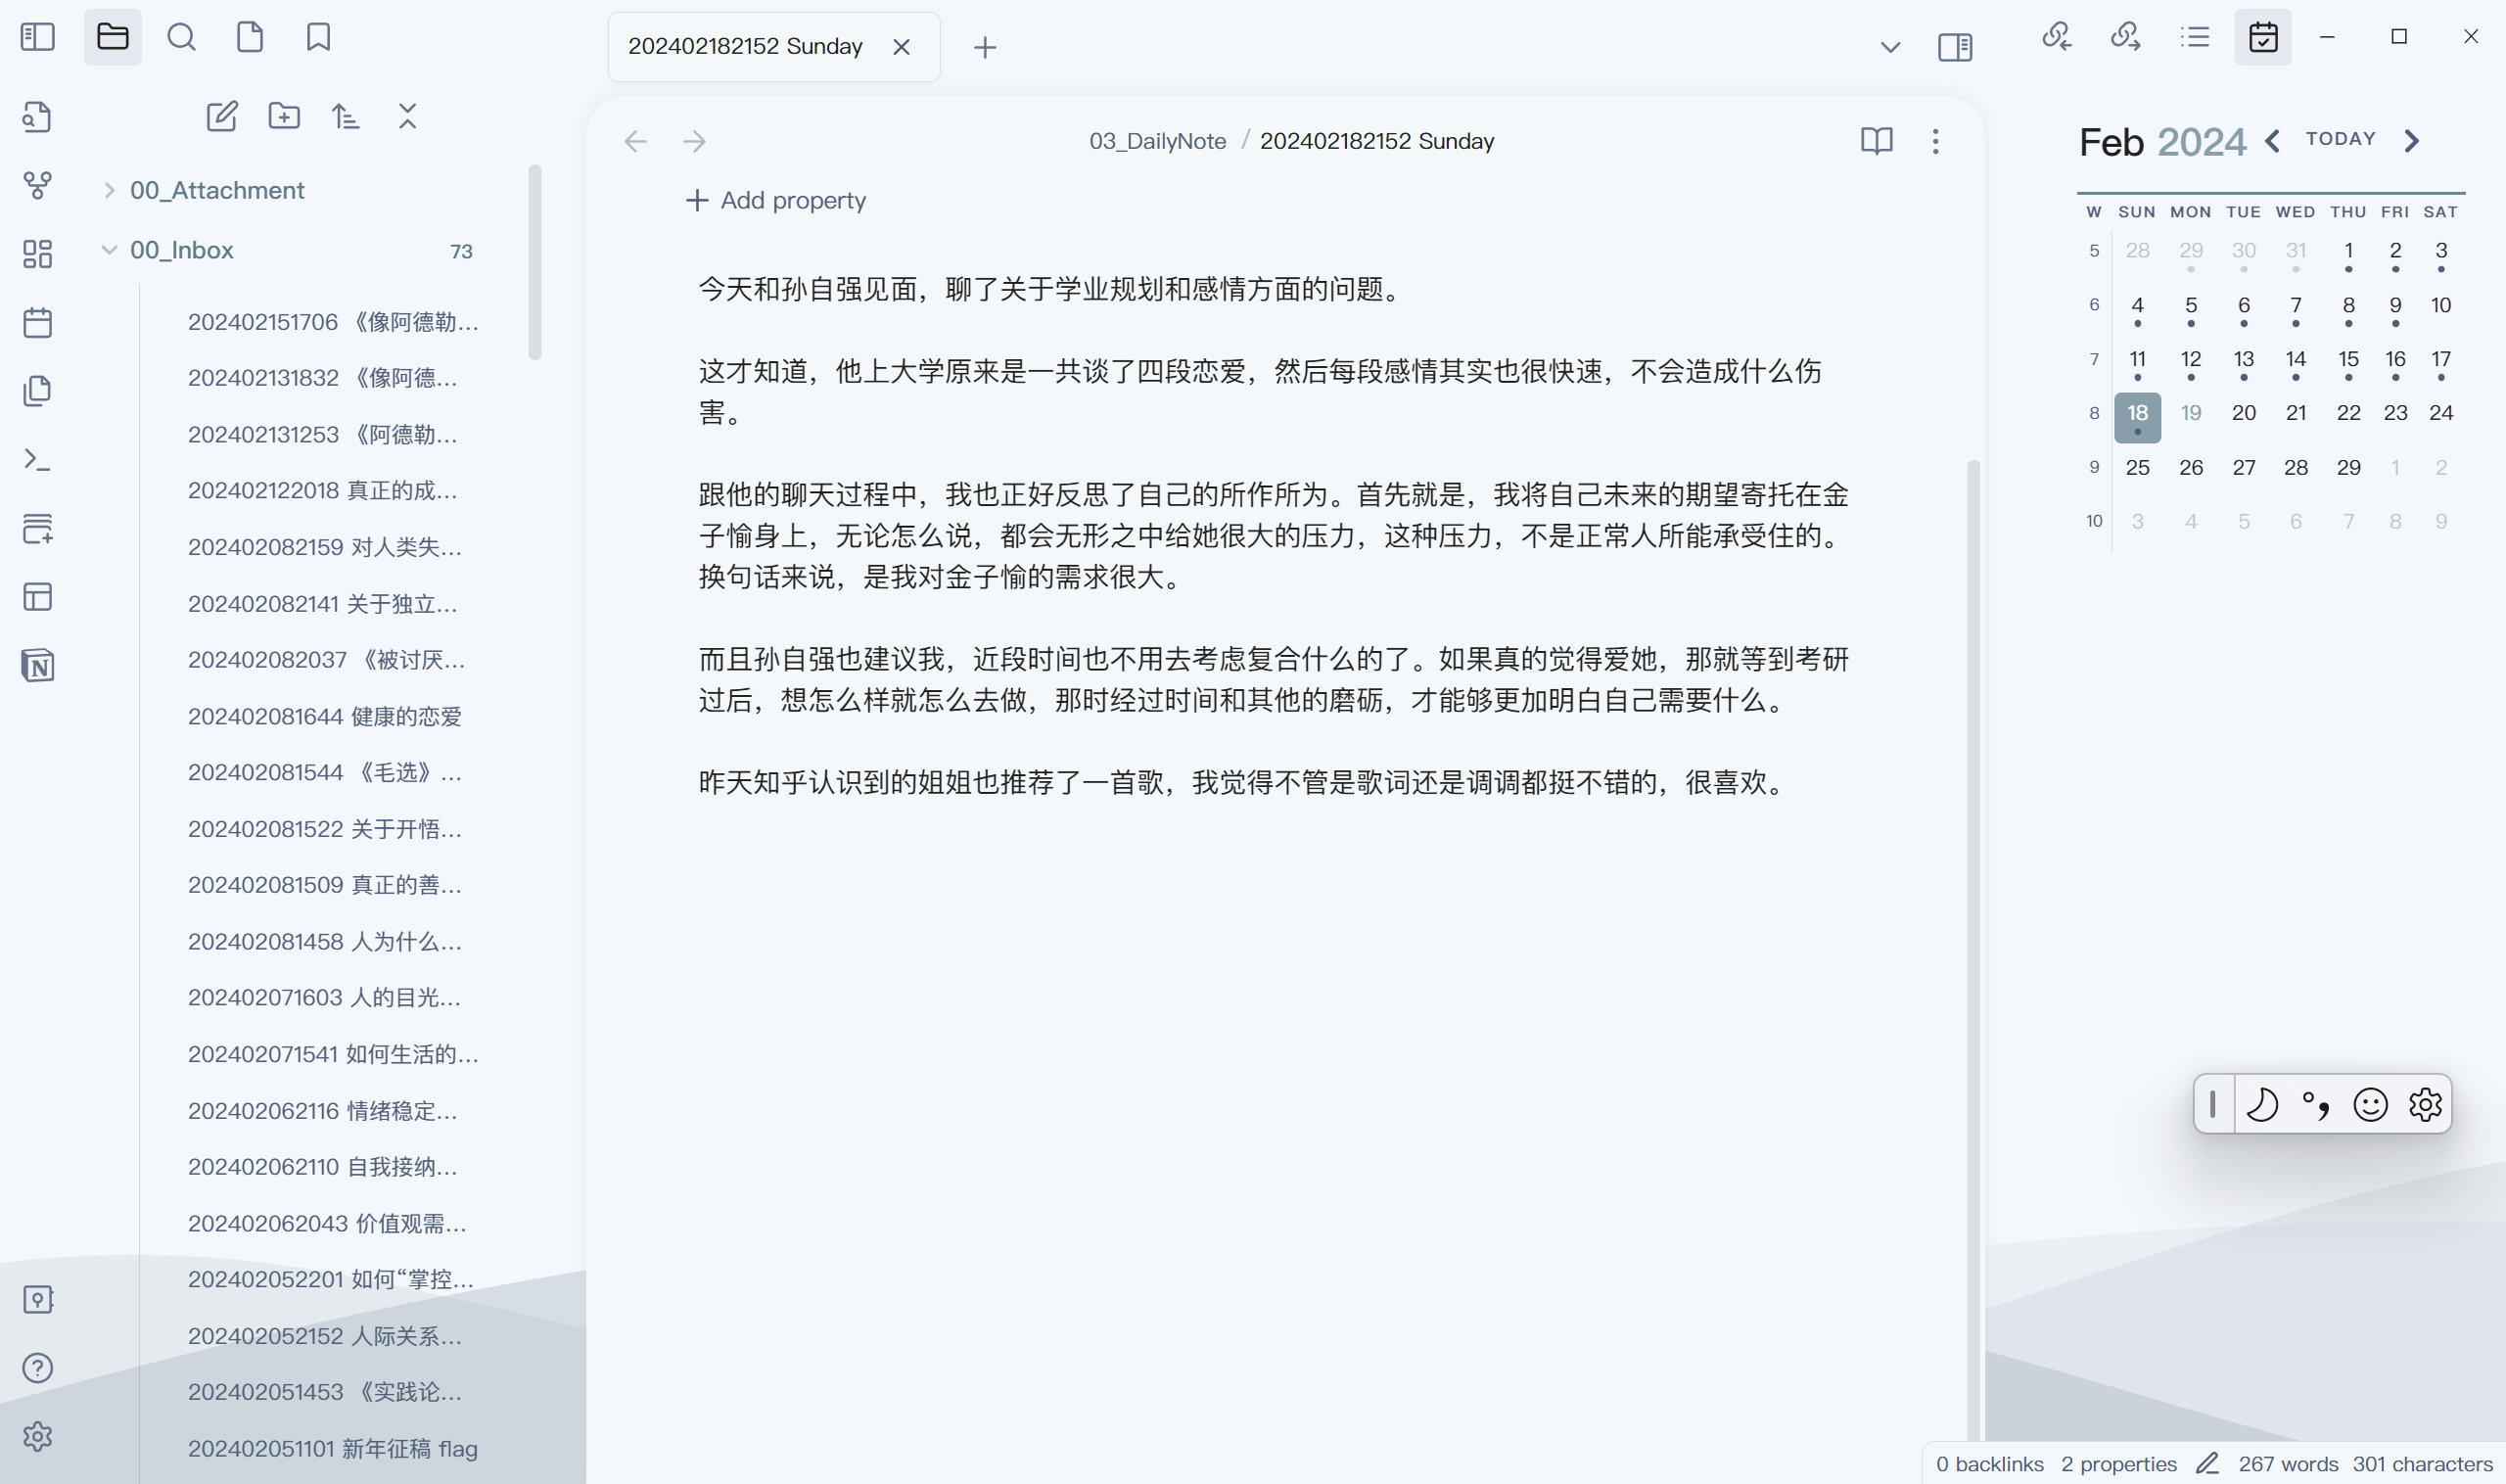 202402182152 Sunday
03_DailyNote / 202402182152 Sunday
Add property
00_Attachment
00_Inbox 73
202402151706 《像阿德勒...
202402131832 《像阿德...
202402131253 《阿德勒...
202402122018 真正的成...
202402082159 对人类失...
202402082141 关于独立...
202402082037 《被讨厌...
202402081644 健康的恋爱
202402081544 《毛选》...
202402081522 关于开悟...
202402081509 真正的善...
202402081458 人为什么...
202402071603 人的目光...
202402071541 如何生活的...
202402062116 情绪稳定...
202402062110 自我接纳...
202402062043 价值观需...
202402052201 如何“掌控...
202402052152 人际关系...
202402051453 《实践论...
202402051101 新年征稿 flag
今天和孙自强见面，聊了关于学业规划和感情方面的问题。
这才知道，他上大学原来是一共谈了四段恋爱，然后每段感情其实也很快速，不会造成什么伤
害。
跟他的聊天过程中，我也正好反思了自己的所作所为。首先就是，我将自己未来的期望寄托在金
子愉身上，无论怎么说，都会无形之中给她很大的压力，这种压力，不是正常人所能承受住的。
换句话来说，是我对金子愉的需求很大。
而且孙自强也建议我，近段时间也不用去考虑复合什么的了。如果真的觉得爱她，那就等到考研
过后，想怎么样就怎么去做，那时经过时间和其他的磨砺，才能够更加明白自己需要什么。
昨天知乎认识到的姐姐也推荐了一首歌，我觉得不管是歌词还是调调都挺不错的，很喜欢。
Feb 2024 TODAY
W SUN MON TUE WED THU FRI SAT
5 28 29 30 31 1 2 3
6 4 5 6 7 8 9 10
7 11 12 13 14 15 16 17
8 18 19 20 21 22 23 24
9 25 26 27 28 29 1 2
10 3 4 5 6 7 8 9
0 backlinks 2 properties 267 words 301 characters